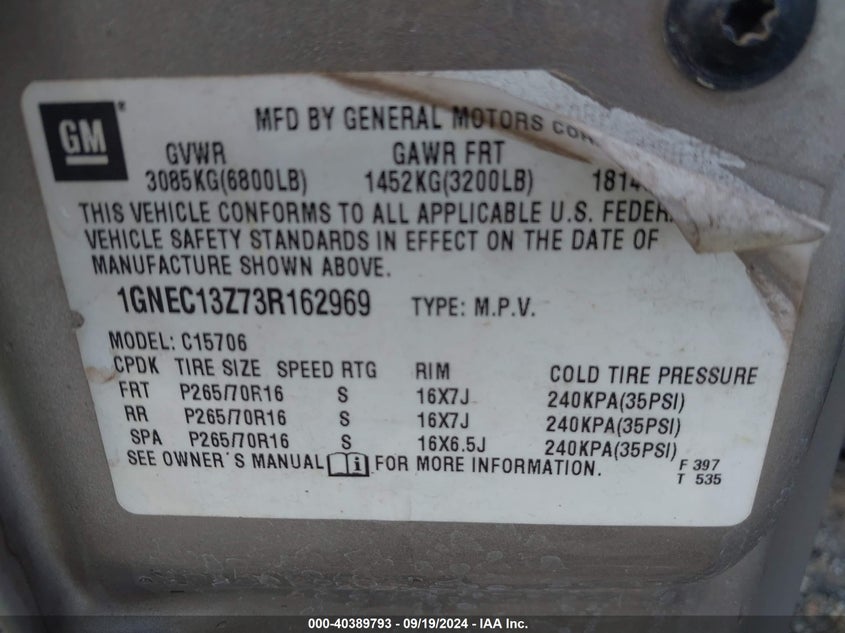 GM ®
MFD BY GENERAL MOTORS COR
GVWR GAWR FRT
3085KG(6800LB) 1452KG(3200LB) 1814
THIS VEHICLE CONFORMS TO ALL APPLICABLE U.S. FEDER
VEHICLE SAFETY STANDARDS IN EFFECT ON THE DATE OF
MANUFACTURE SHOWN ABOVE.
1GNEC13Z73R162969 TYPE: M.P.V.
MODEL: C15706
CPDK TIRE SIZE SPEED RTG RIM COLD TIRE PRESSURE
FRT P265/70R16 S 16X7J 240KPA(35PSI)
RR P265/70R16 S 16X7J 240KPA(35PSI)
SPA P265/70R16 S 16X6.5J 240KPA(35PSI)
SEE OWNER'S MANUAL i FOR MORE INFORMATION.
F 397
T 535
000-40389793 - 09/19/2024 - IAA Inc.